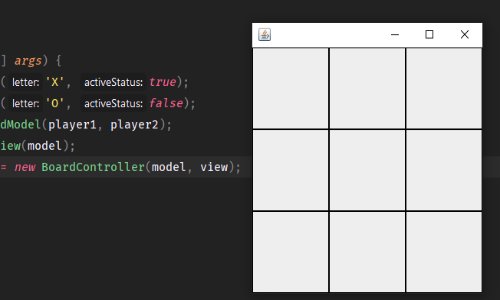 ] args) {
( letter: 'X', activeStatus: true);
( letter: 'O', activeStatus: false);
dModel(player1, player2);
iew(model);
= new BoardController(model, view);